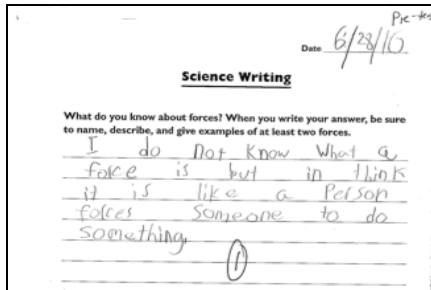 Pre-tes
Date 6/28/10
Science Writing
What do you know about forces? When you write your answer, be sure
to name, describe, and give examples of at least two forces.
I do not know what a
force is but in think
it is like a Person
forces someone to do
something,
1